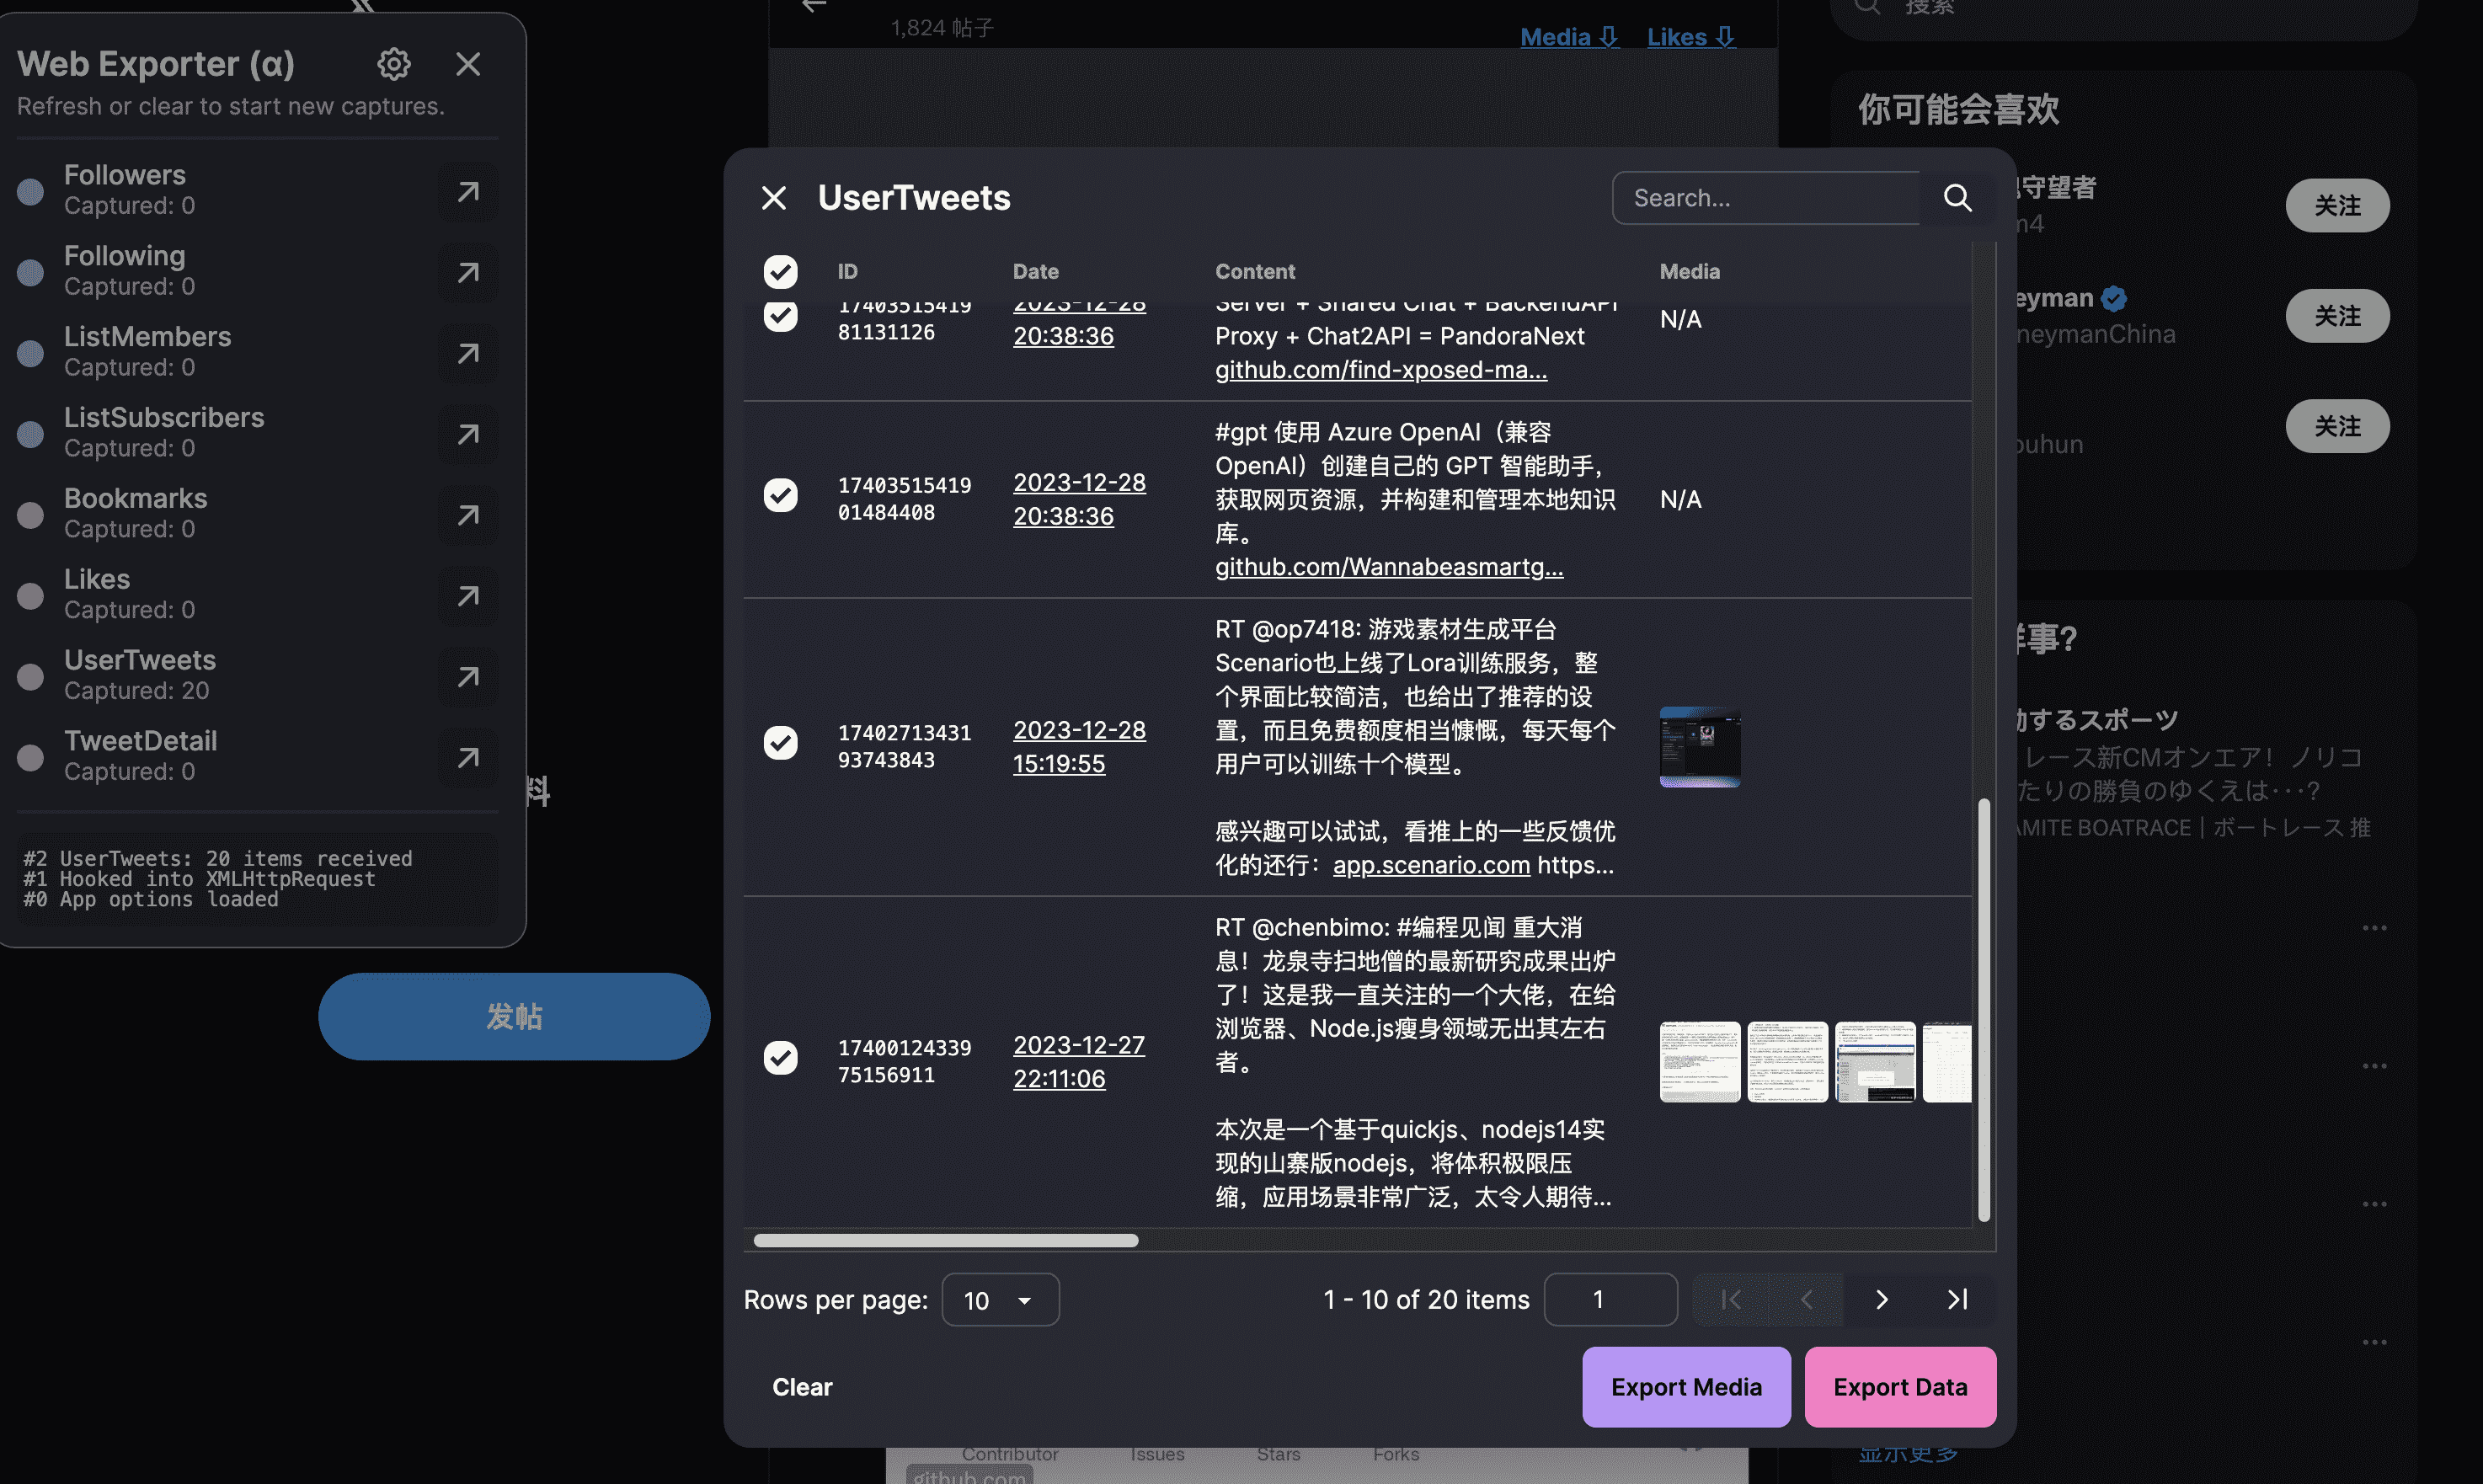 Web Exporter (α)
Refresh or clear to start new captures.
Followers
Captured: 0
Following
Captured: 0
ListMembers
Captured: 0
ListSubscribers
Captured: 0
Bookmarks
Captured: 0
Likes
Captured: 0
UserTweets
Captured: 20
TweetDetail
Captured: 0
#2 UserTweets: 20 items received
#1 Hooked into XMLHttpRequest
#0 App options loaded
料
发帖
1,824 帖子
Media
Likes
UserTweets
Search...
ID Date Content Media
17403515419
81131126
2023-12-28
20:38:36
Server + Shared Chat + BackendAPI
Proxy + Chat2API = PandoraNext
github.com/find-xposed-ma...
N/A
17403515419
01484408
2023-12-28
20:38:36
#gpt 使用 Azure OpenAI（兼容
OpenAI）创建自己的 GPT 智能助手，
获取网页资源，并构建和管理本地知识
库。
github.com/Wannabeasmartg...
N/A
17402713431
93743843
2023-12-28
15:19:55
RT @op7418: 游戏素材生成平台
Scenario也上线了Lora训练服务，整
个界面比较简洁，也给出了推荐的设
置，而且免费额度相当慷慨，每天每个
用户可以训练十个模型。
感兴趣可以试试，看推上的一些反馈优
化的还行：app.scenario.com https...
17400124339
75156911
2023-12-27
22:11:06
RT @chenbimo: #编程见闻 重大消
息！龙泉寺扫地僧的最新研究成果出炉
了！这是我一直关注的一个大佬，在给
浏览器、Node.js瘦身领域无出其左右
者。
本次是一个基于quickjs、nodejs14实
现的山寨版nodejs，将体积极限压
缩，应用场景非常广泛，太令人期待...
Rows per page: 10
1 - 10 of 20 items 1
Clear
Export Media
Export Data
Contributor Issues Stars Forks
github.com
搜索
你可能会喜欢
守望者
m4
关注
eyman
neymanChina
关注
ouhun
关注
事?
するスポーツ
レース新CMオンエア！ノリコ
たりの勝負のゆくえは･･･?
AMITE BOATRACE｜ボートレース 推
显示更多